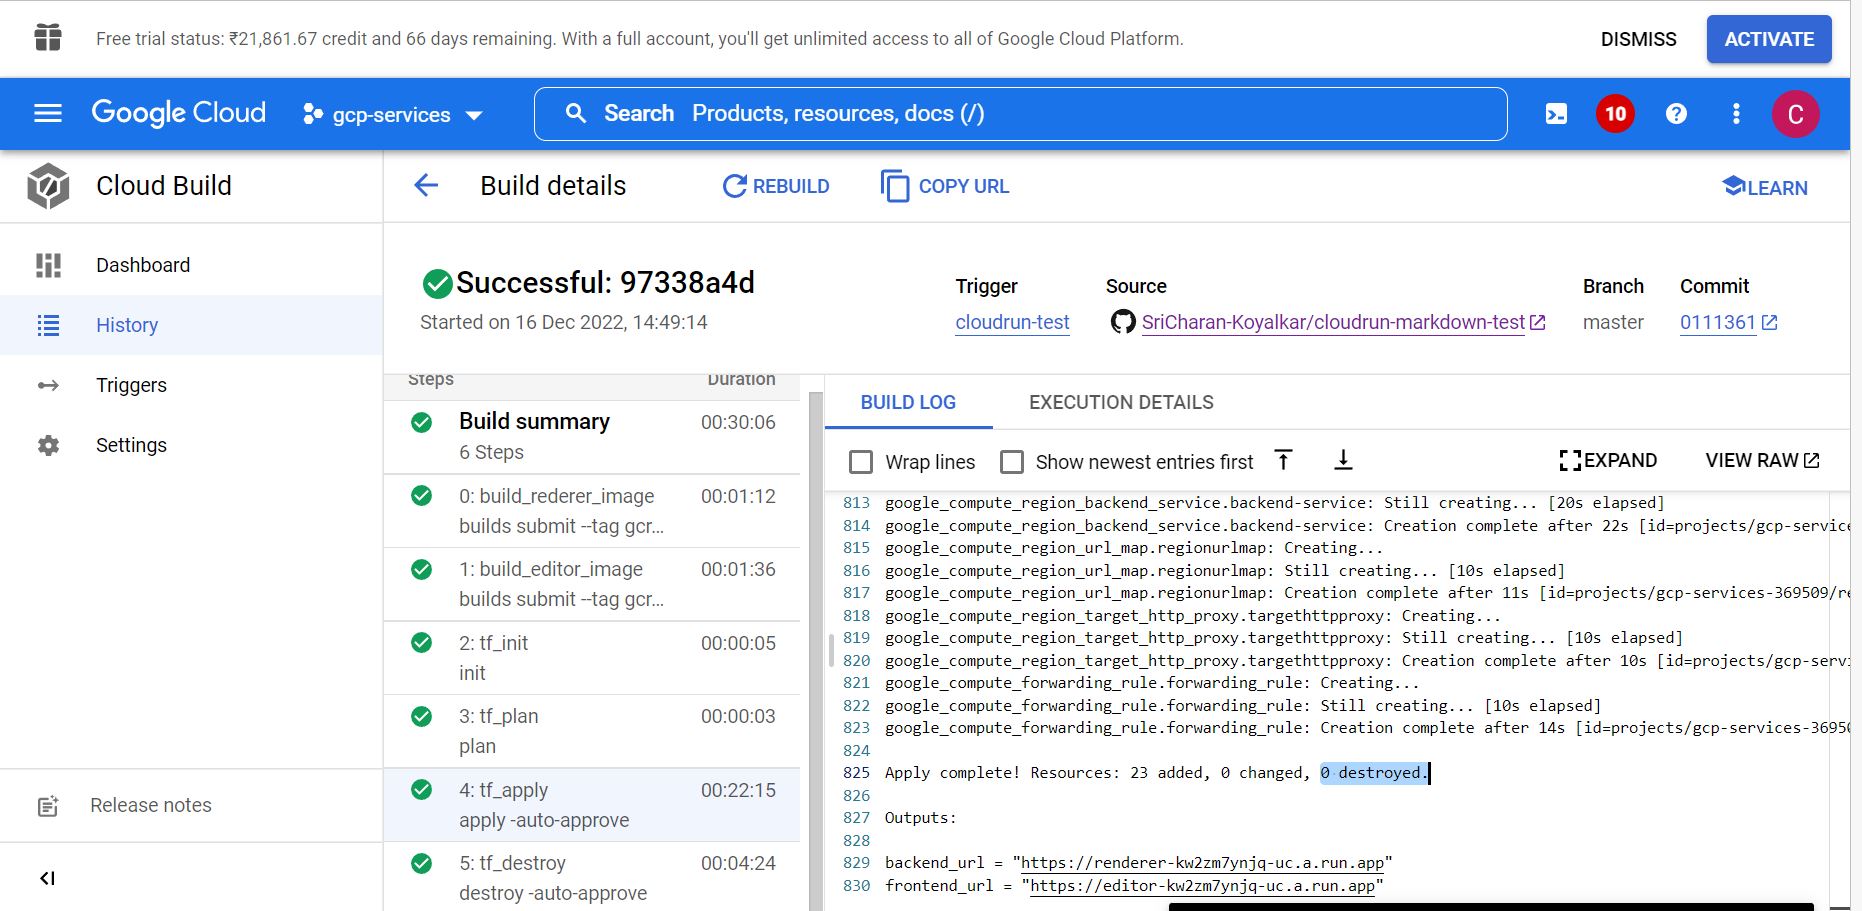 Free trial status: ₹21,861.67 credit and 66 days remaining. With a full account, you'll get unlimited access to all of Google Cloud Platform.
DISMISS
ACTIVATE
Google Cloud
gcp-services
Search Products, resources, docs (/)
10
C
Cloud Build
Build details
REBUILD
COPY URL
LEARN
Dashboard
History
Triggers
Settings
Release notes
Successful: 97338a4d
Started on 16 Dec 2022, 14:49:14
Trigger
cloudrun-test
Source
SriCharan-Koyalkar/cloudrun-markdown-test
Branch
master
Commit
0111361
Steps Duration
Build summary 00:30:06
6 Steps
0: build_rederer_image 00:01:12
builds submit --tag gcr...
1: build_editor_image 00:01:36
builds submit --tag gcr...
2: tf_init 00:00:05
init
3: tf_plan 00:00:03
plan
4: tf_apply 00:22:15
apply -auto-approve
5: tf_destroy 00:04:24
destroy -auto-approve
BUILD LOG
EXECUTION DETAILS
Wrap lines
Show newest entries first
EXPAND
VIEW RAW
813 google_compute_region_backend_service.backend-service: Still creating... [20s elapsed]
814 google_compute_region_backend_service.backend-service: Creation complete after 22s [id=projects/gcp-service
815 google_compute_region_url_map.regionurlmap: Creating...
816 google_compute_region_url_map.regionurlmap: Still creating... [10s elapsed]
817 google_compute_region_url_map.regionurlmap: Creation complete after 11s [id=projects/gcp-services-369509/re
818 google_compute_region_target_http_proxy.targethttpproxy: Creating...
819 google_compute_region_target_http_proxy.targethttpproxy: Still creating... [10s elapsed]
820 google_compute_region_target_http_proxy.targethttpproxy: Creation complete after 10s [id=projects/gcp-servi
821 google_compute_forwarding_rule.forwarding_rule: Creating...
822 google_compute_forwarding_rule.forwarding_rule: Still creating... [10s elapsed]
823 google_compute_forwarding_rule.forwarding_rule: Creation complete after 14s [id=projects/gcp-services-36950
824
825 Apply complete! Resources: 23 added, 0 changed, 0 destroyed.
826
827 Outputs:
828
829 backend_url = "https://renderer-kw2zm7ynjq-uc.a.run.app"
830 frontend_url = "https://editor-kw2zm7ynjq-uc.a.run.app"